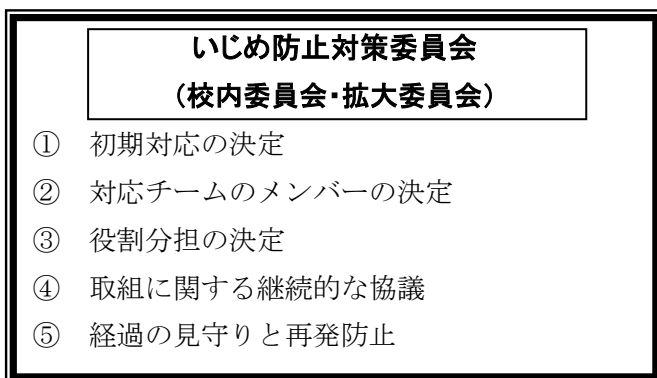 いじめ防止対策委員会
（校内委員会・拡大委員会）
① 初期対応の決定
② 対応チームのメンバーの決定
③ 役割分担の決定
④ 取組に関する継続的な協議
⑤ 経過の見守りと再発防止